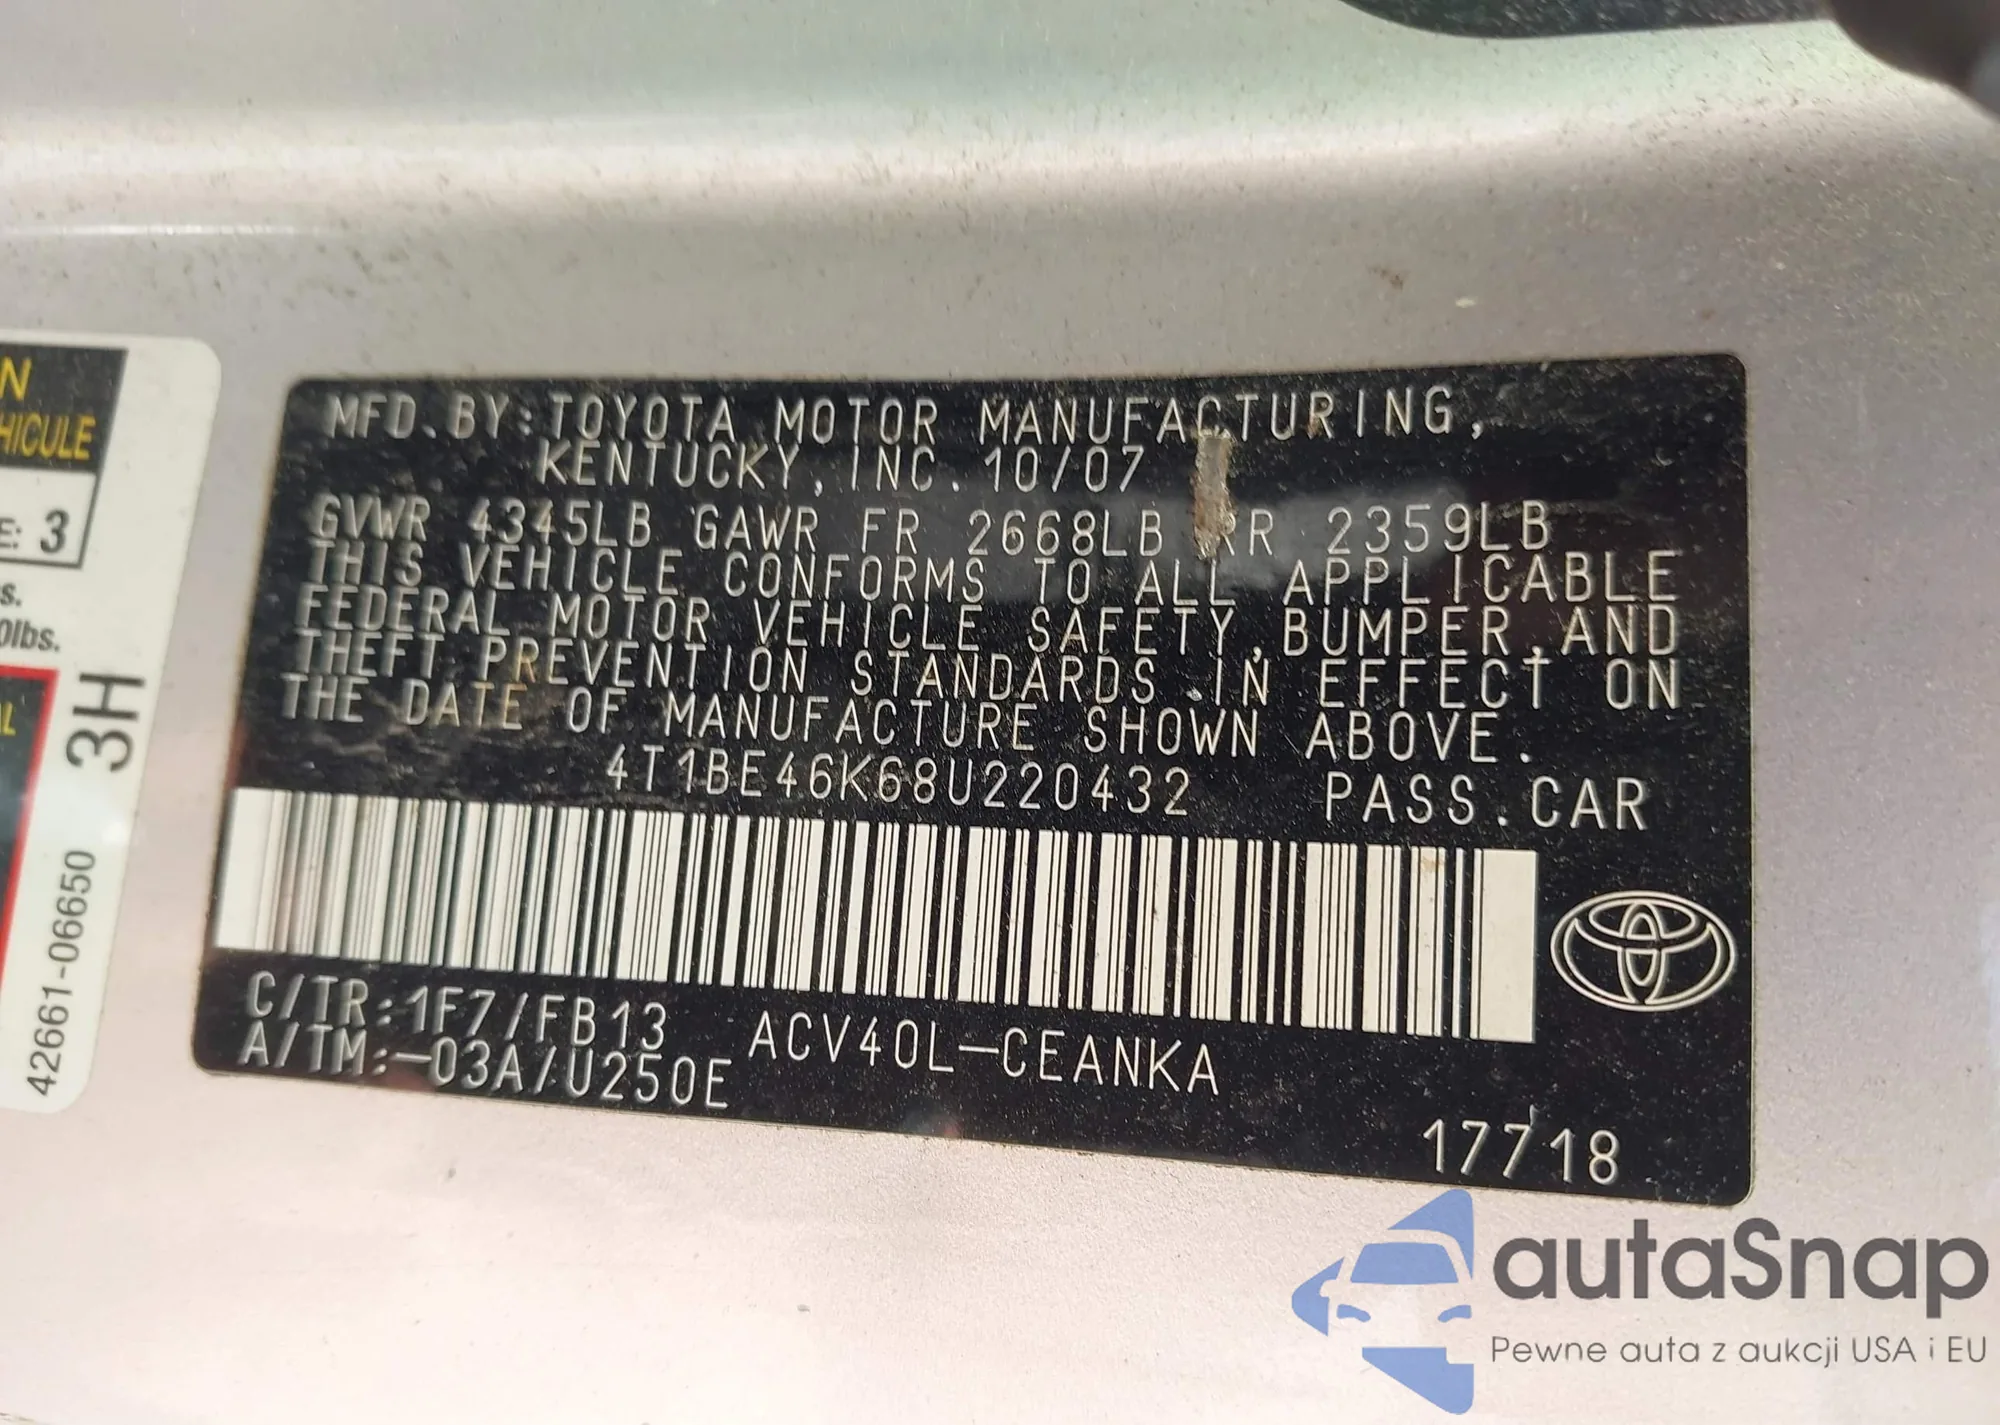 N
HICULE
E: 3
s.
0lbs.
AL
3H
42661-06650
MFD.BY:TOYOTA MOTOR MANUFACTURING,
KENTUCKY,INC.10/07
GVWR 4345LB GAWR FR 2668LB RR 2359LB
THIS VEHICLE CONFORMS TO ALL APPLICABLE
FEDERAL MOTOR VEHICLE SAFETY,BUMPER,AND
THEFT PREVENTION STANDARDS IN EFFECT ON
THE DATE OF MANUFACTURE SHOWN ABOVE.
4T1BE46K68U220432 PASS.CAR
C/TR:1F7/FB13 ACV40L-CEANKA
A/TM:-03A/U250E
17718
autaSnap
Pewne auta z aukcji USA i EU